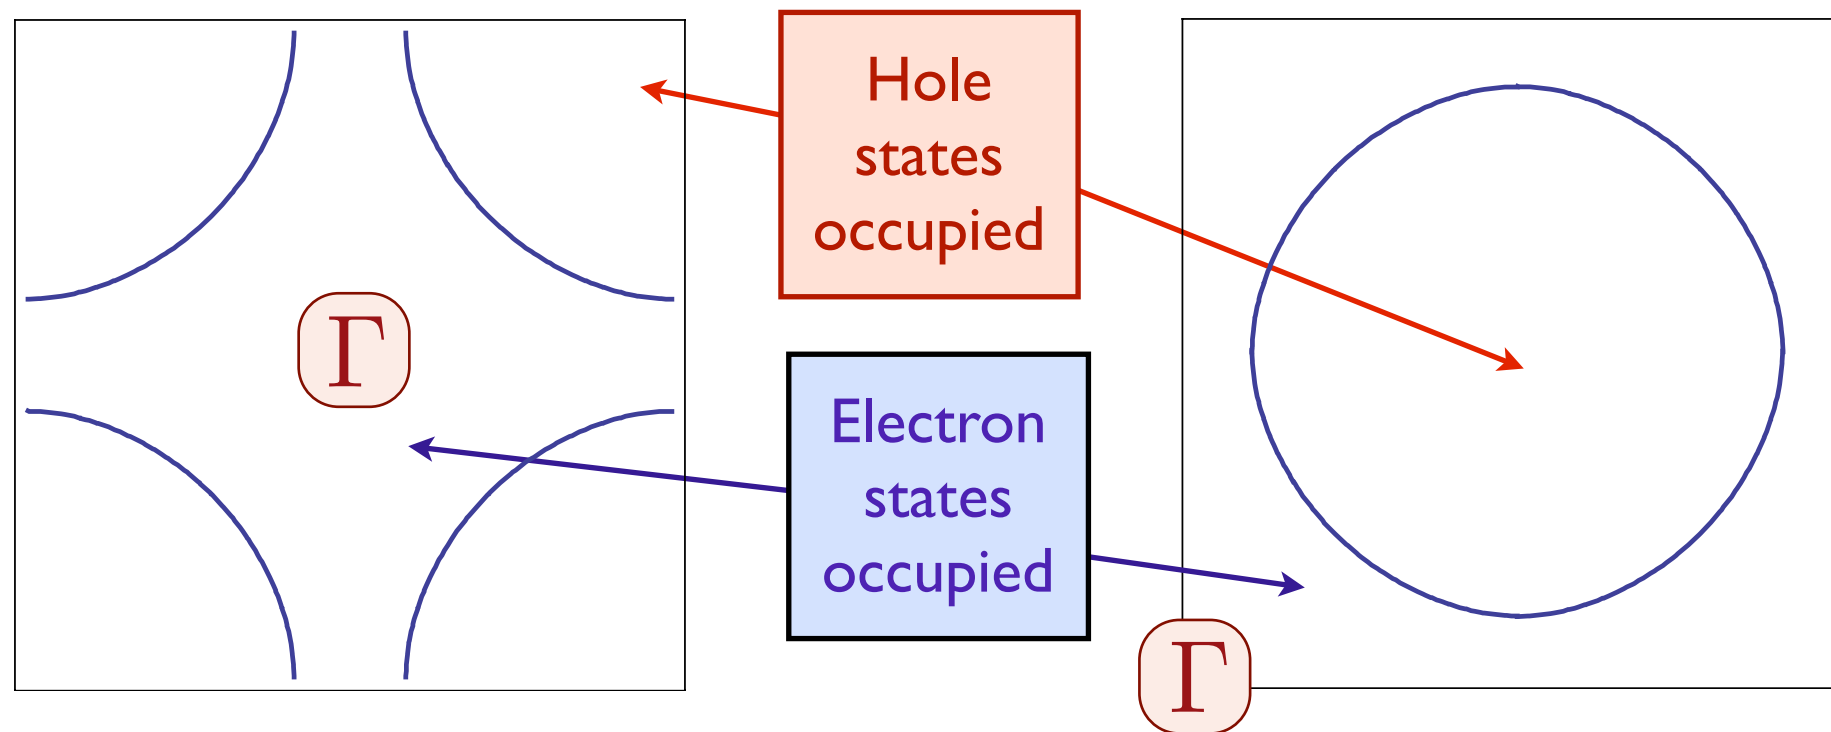 Hole
states
occupied
Γ
Electron
states
occupied
Γ